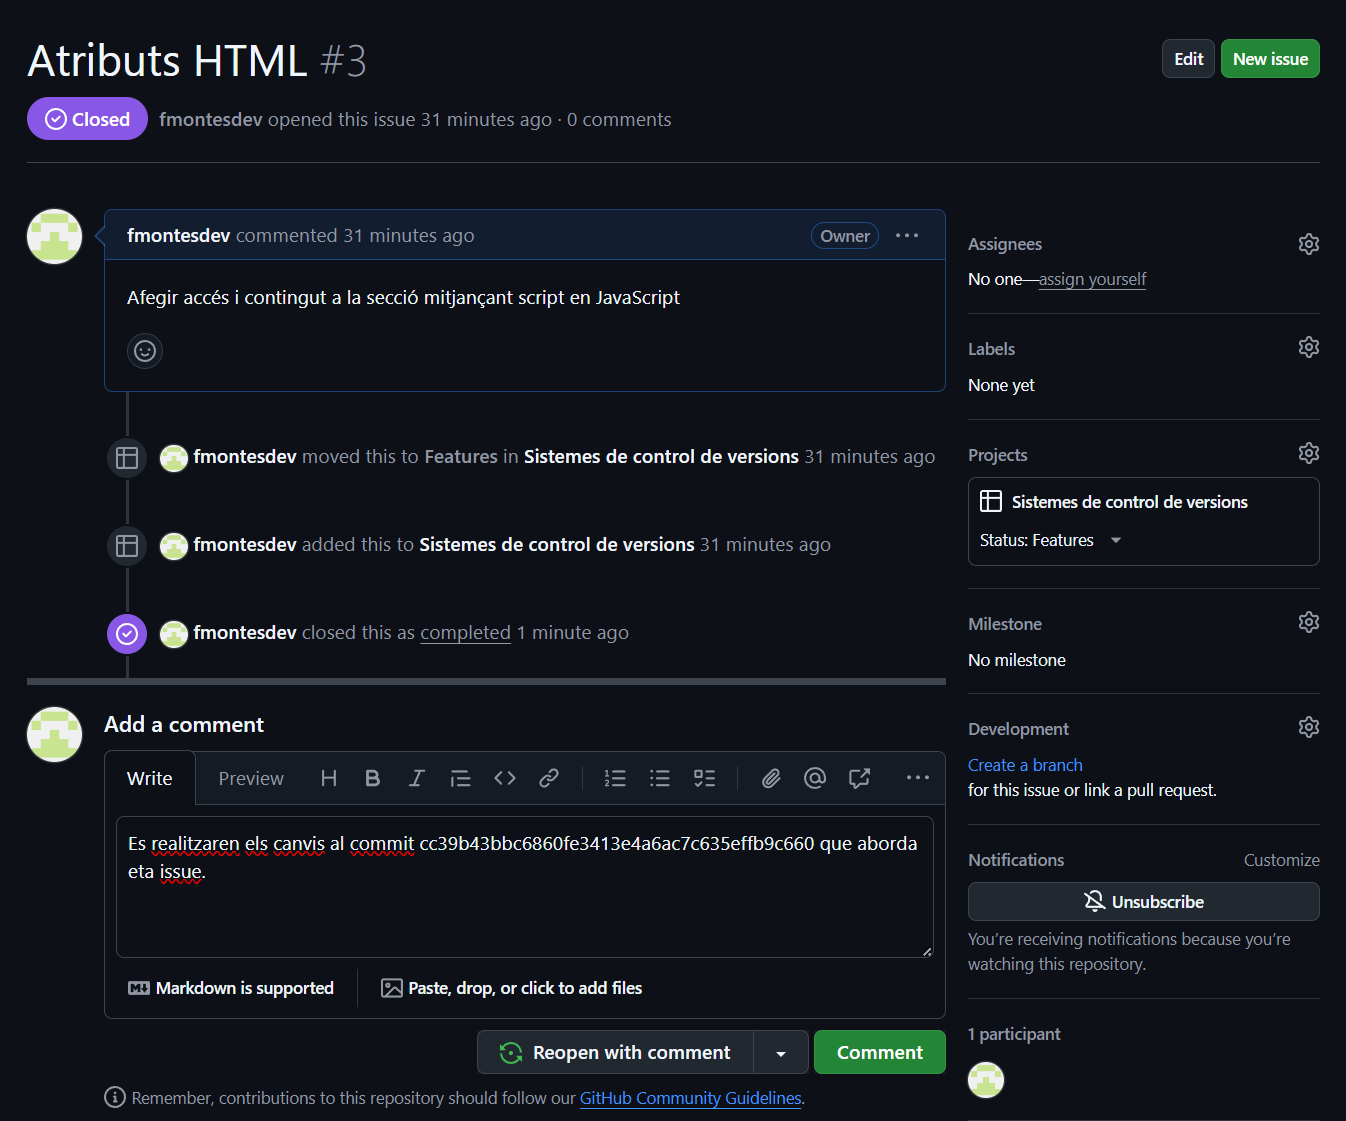 Atributs HTML #3
Edit
New issue
Closed
fmontesdev opened this issue 31 minutes ago · 0 comments
fmontesdev commented 31 minutes ago
Owner
Afegir accés i contingut a la secció mitjançant script en JavaScript
fmontesdev moved this to Features in Sistemes de control de versions 31 minutes ago
fmontesdev added this to Sistemes de control de versions 31 minutes ago
fmontesdev closed this as completed 1 minute ago
Add a comment
Write
Preview
Es realitzaren els canvis al commit cc39b43bbc6860fe3413e4a6ac7c635effb9c660 que aborda
eta issue.
Markdown is supported
Paste, drop, or click to add files
Reopen with comment
Comment
Remember, contributions to this repository should follow our GitHub Community Guidelines.
Assignees
No one—assign yourself
Labels
None yet
Projects
Sistemes de control de versions
Status: Features
Milestone
No milestone
Development
Create a branch
for this issue or link a pull request.
Notifications
Customize
Unsubscribe
You’re receiving notifications because you’re
watching this repository.
1 participant